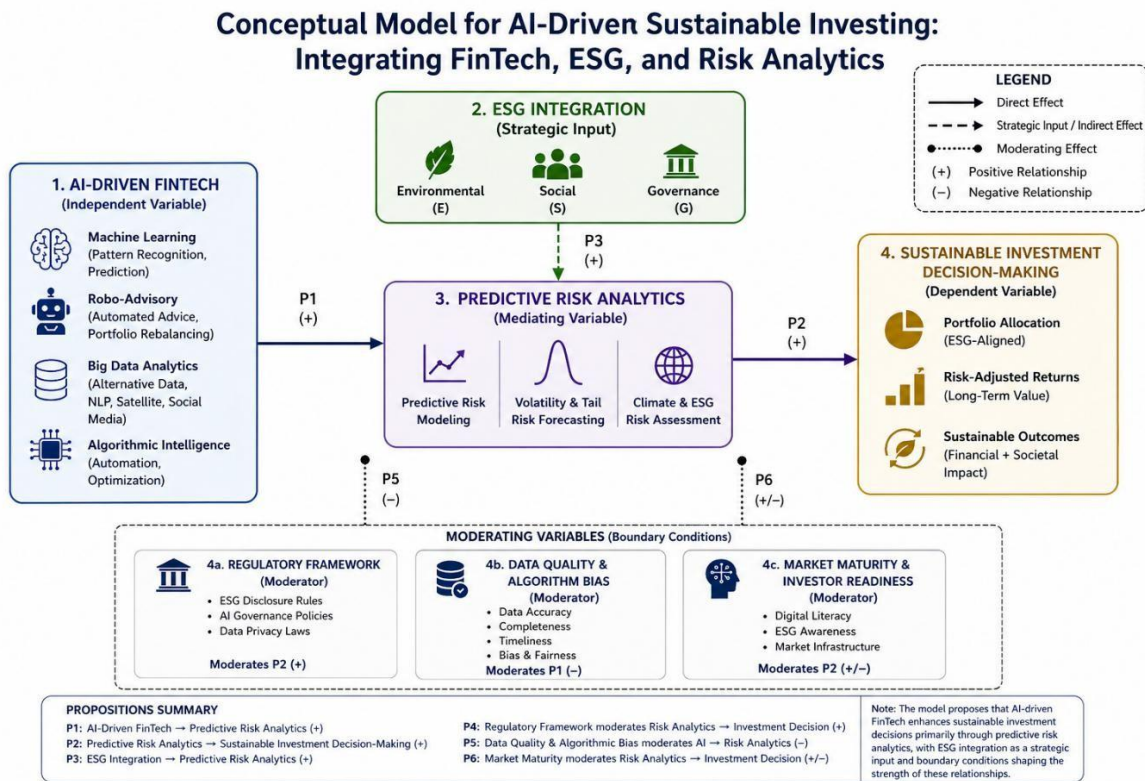 Conceptual Model for AI-Driven Sustainable Investing:
Integrating FinTech, ESG, and Risk Analytics
LEGEND
Direct Effect
Strategic Input / Indirect Effect
Moderating Effect
(+) Positive Relationship
(−) Negative Relationship
2. ESG INTEGRATION
(Strategic Input)
Environmental
(E)
Social
(S)
Governance
(G)
1. AI-DRIVEN FINTECH
(Independent Variable)
Machine Learning
(Pattern Recognition,
Prediction)
Robo-Advisory
(Automated Advice,
Portfolio Rebalancing)
Big Data Analytics
(Alternative Data,
NLP, Satellite, Social
Media)
Algorithmic Intelligence
(Automation,
Optimization)
P1
(+)
P3
(+)
3. PREDICTIVE RISK ANALYTICS
(Mediating Variable)
Predictive Risk
Modeling
Volatility & Tail
Risk Forecasting
Climate & ESG
Risk Assessment
P2
(+)
4. SUSTAINABLE INVESTMENT
DECISION-MAKING
(Dependent Variable)
Portfolio Allocation
(ESG-Aligned)
Risk-Adjusted Returns
(Long-Term Value)
Sustainable Outcomes
(Financial + Societal
Impact)
P5
(−)
P6
(+/−)
MODERATING VARIABLES (Boundary Conditions)
4a. REGULATORY FRAMEWORK
(Moderator)
• ESG Disclosure Rules
• AI Governance Policies
• Data Privacy Laws
Moderates P2 (+)
4b. DATA QUALITY &
ALGORITHM BIAS
(Moderator)
• Data Accuracy
• Completeness
• Timeliness
• Bias & Fairness
Moderates P1 (−)
4c. MARKET MATURITY &
INVESTOR READINESS
(Moderator)
• Digital Literacy
• ESG Awareness
• Market Infrastructure
Moderates P2 (+/−)
PROPOSITIONS SUMMARY
P1: AI-Driven FinTech → Predictive Risk Analytics (+)
P2: Predictive Risk Analytics → Sustainable Investment Decision-Making (+)
P3: ESG Integration → Predictive Risk Analytics (+)
P4: Regulatory Framework moderates Risk Analytics → Investment Decision (+)
P5: Data Quality & Algorithmic Bias moderates AI → Risk Analytics (−)
P6: Market Maturity moderates Risk Analytics → Investment Decision (+/−)
Note: The model proposes that AI-driven
FinTech enhances sustainable investment
decisions primarily through predictive risk
analytics, with ESG integration as a strategic
input and boundary conditions shaping the
strength of these relationships.